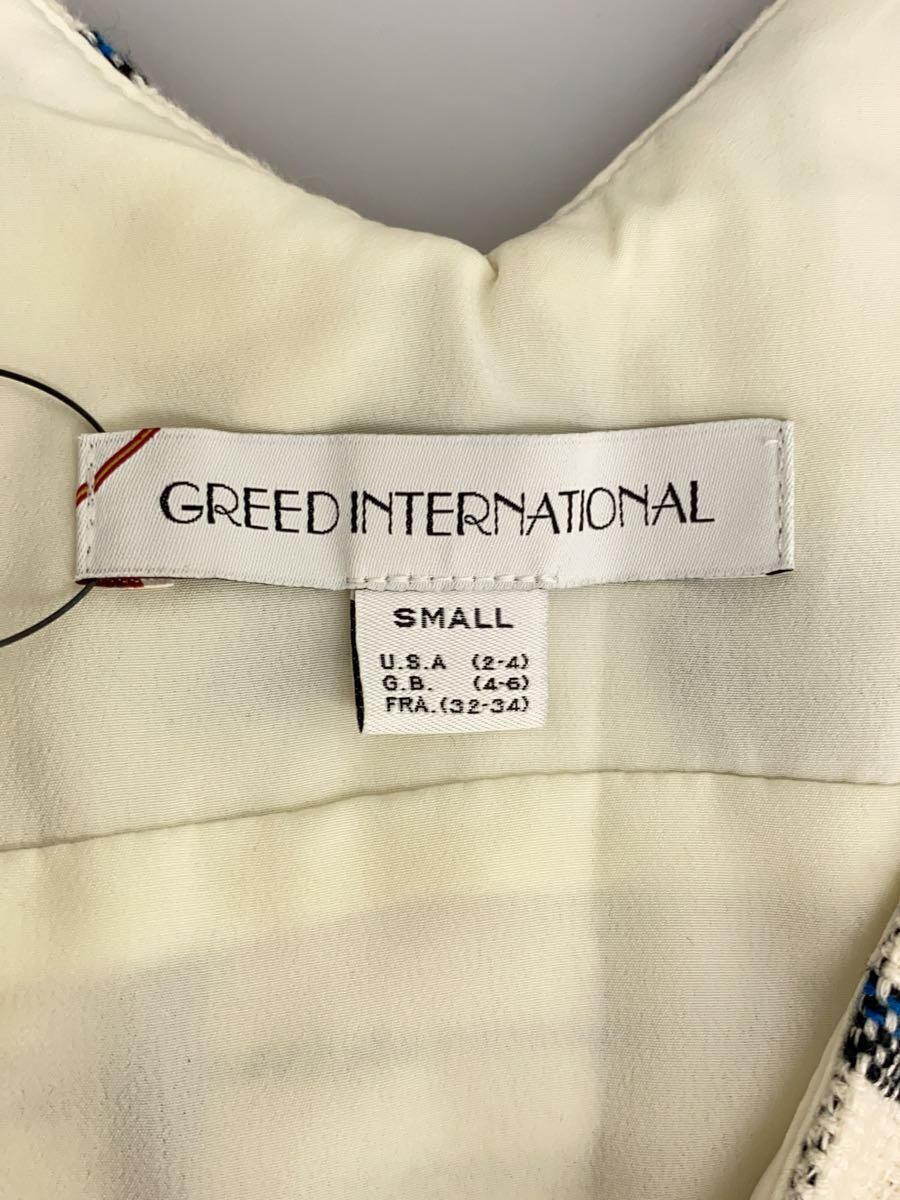 GREED INTERNATIONAL
SMALL
U.S.A (2-4)
G.B. (4-6)
FRA.(32-34)